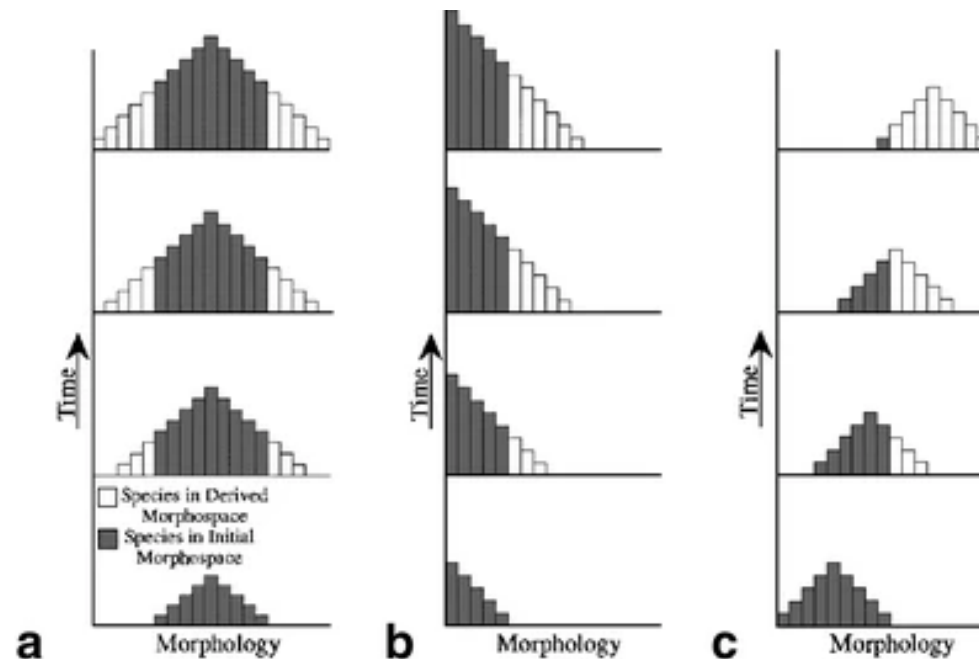 Time
Species in Derived
Morphospace
Species in Initial
Morphospace
a
Morphology
Time
b
Morphology
Time
c
Morphology